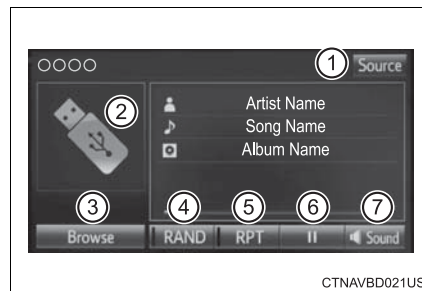 ○○○○ ① Source
② Artist Name
Song Name
Album Name
③ ④ ⑤ ⑥ ⑦
Browse RAND RPT II Sound
CTNAVBD021US